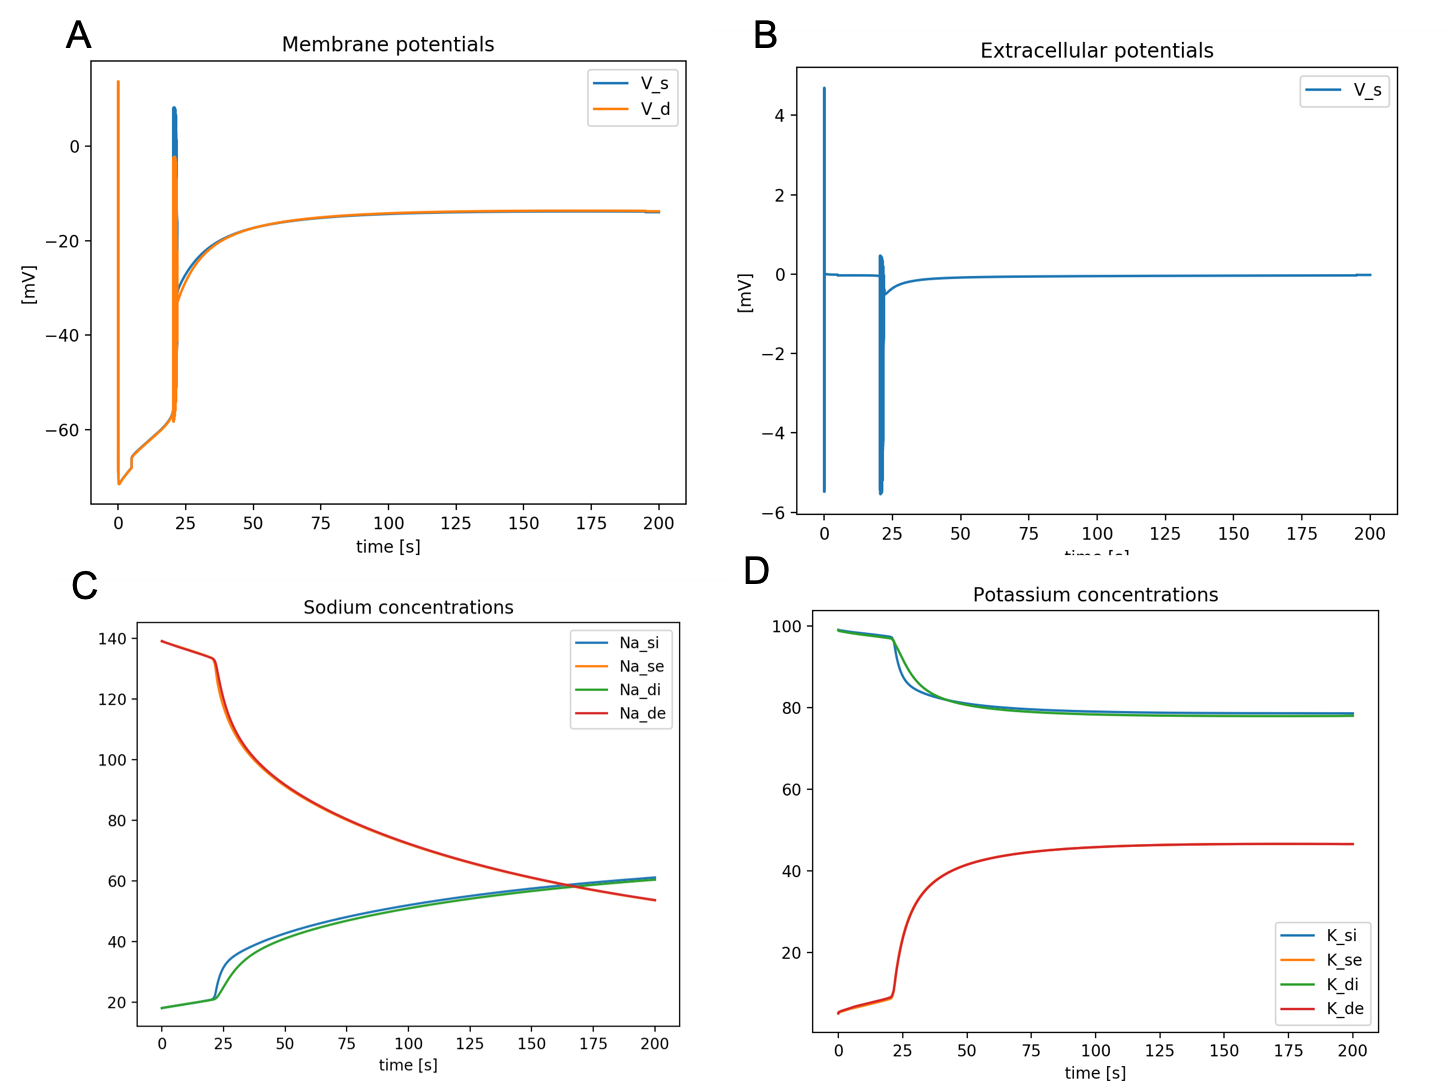 A
Membrane potentials
V_s
V_d
0
−20
−40
−60
[mV]
0 25 50 75 100 125 150 175 200
time [s]
B
Extracellular potentials
V_s
4
2
0
−2
−4
−6
[mV]
0 25 50 75 100 125 150 175 200
time [s]
C
Sodium concentrations
Na_si
Na_se
Na_di
Na_de
140
120
100
80
60
40
20
0 25 50 75 100 125 150 175 200
time [s]
D
Potassium concentrations
100
80
60
40
20
K_si
K_se
K_di
K_de
0 25 50 75 100 125 150 175 200
time [s]